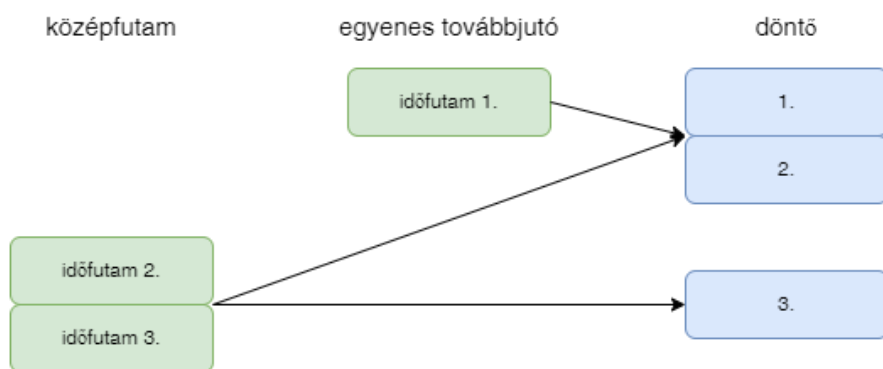 középfutam
egyenes továbbjutó
döntő
időfutam 1.
1.
2.
időfutam 2.
időfutam 3.
3.